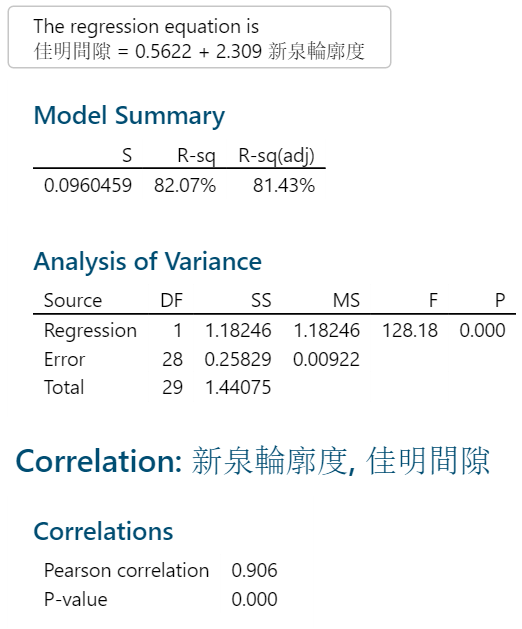 The regression equation is
佳明間隙 = 0.5622 + 2.309 新泉輪廓度
Model Summary
S R-sq R-sq(adj)
0.0960459 82.07% 81.43%
Analysis of Variance
Source DF SS MS F P
Regression 1 1.18246 1.18246 128.18 0.000
Error 28 0.25829 0.00922
Total 29 1.44075
Correlation: 新泉輪廓度, 佳明間隙
Correlations
Pearson correlation 0.906
P-value 0.000